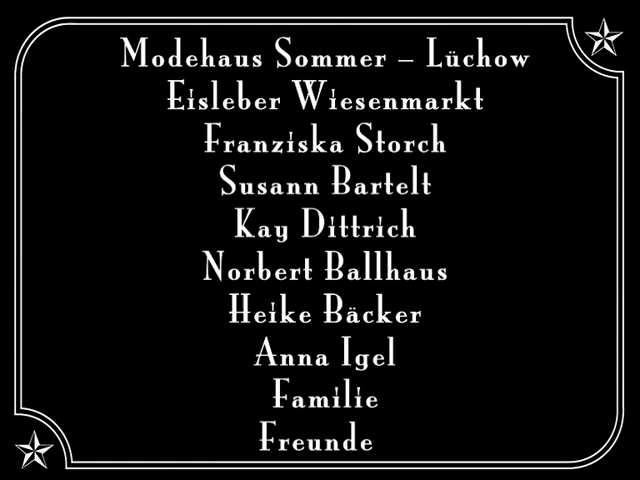 Modehaus Sommer – Lüchow
Eisleber Wiesenmarkt
Franziska Storch
Susann Bartelt
Kay Dittrich
Norbert Ballhaus
Heike Bäcker
Anna Igel
Familie
Freunde